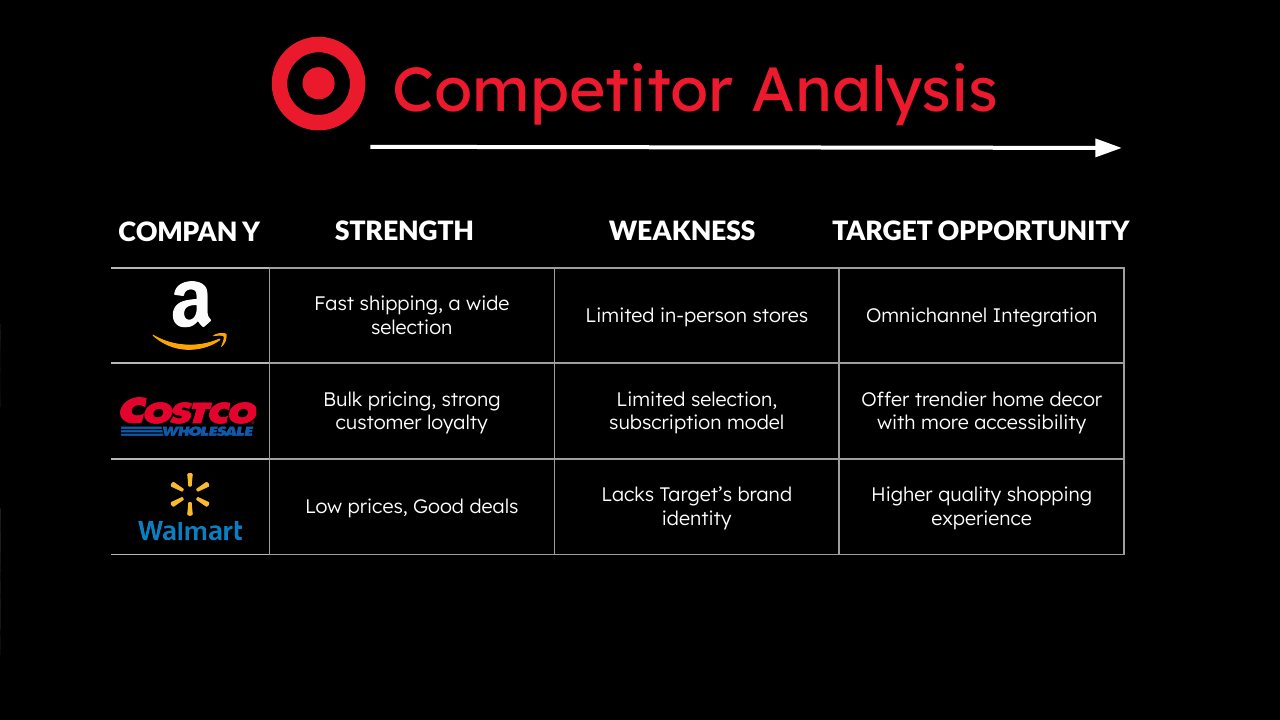 Competitor Analysis
COMPAN Y STRENGTH WEAKNESS TARGET OPPORTUNITY
a
Fast shipping, a wide
selection
Limited in-person stores
Omnichannel Integration
COSTCO
WHOLESALE
Bulk pricing, strong
customer loyalty
Limited selection,
subscription model
Offer trendier home decor
with more accessibility
Walmart
Low prices, Good deals
Lacks Target’s brand
identity
Higher quality shopping
experience